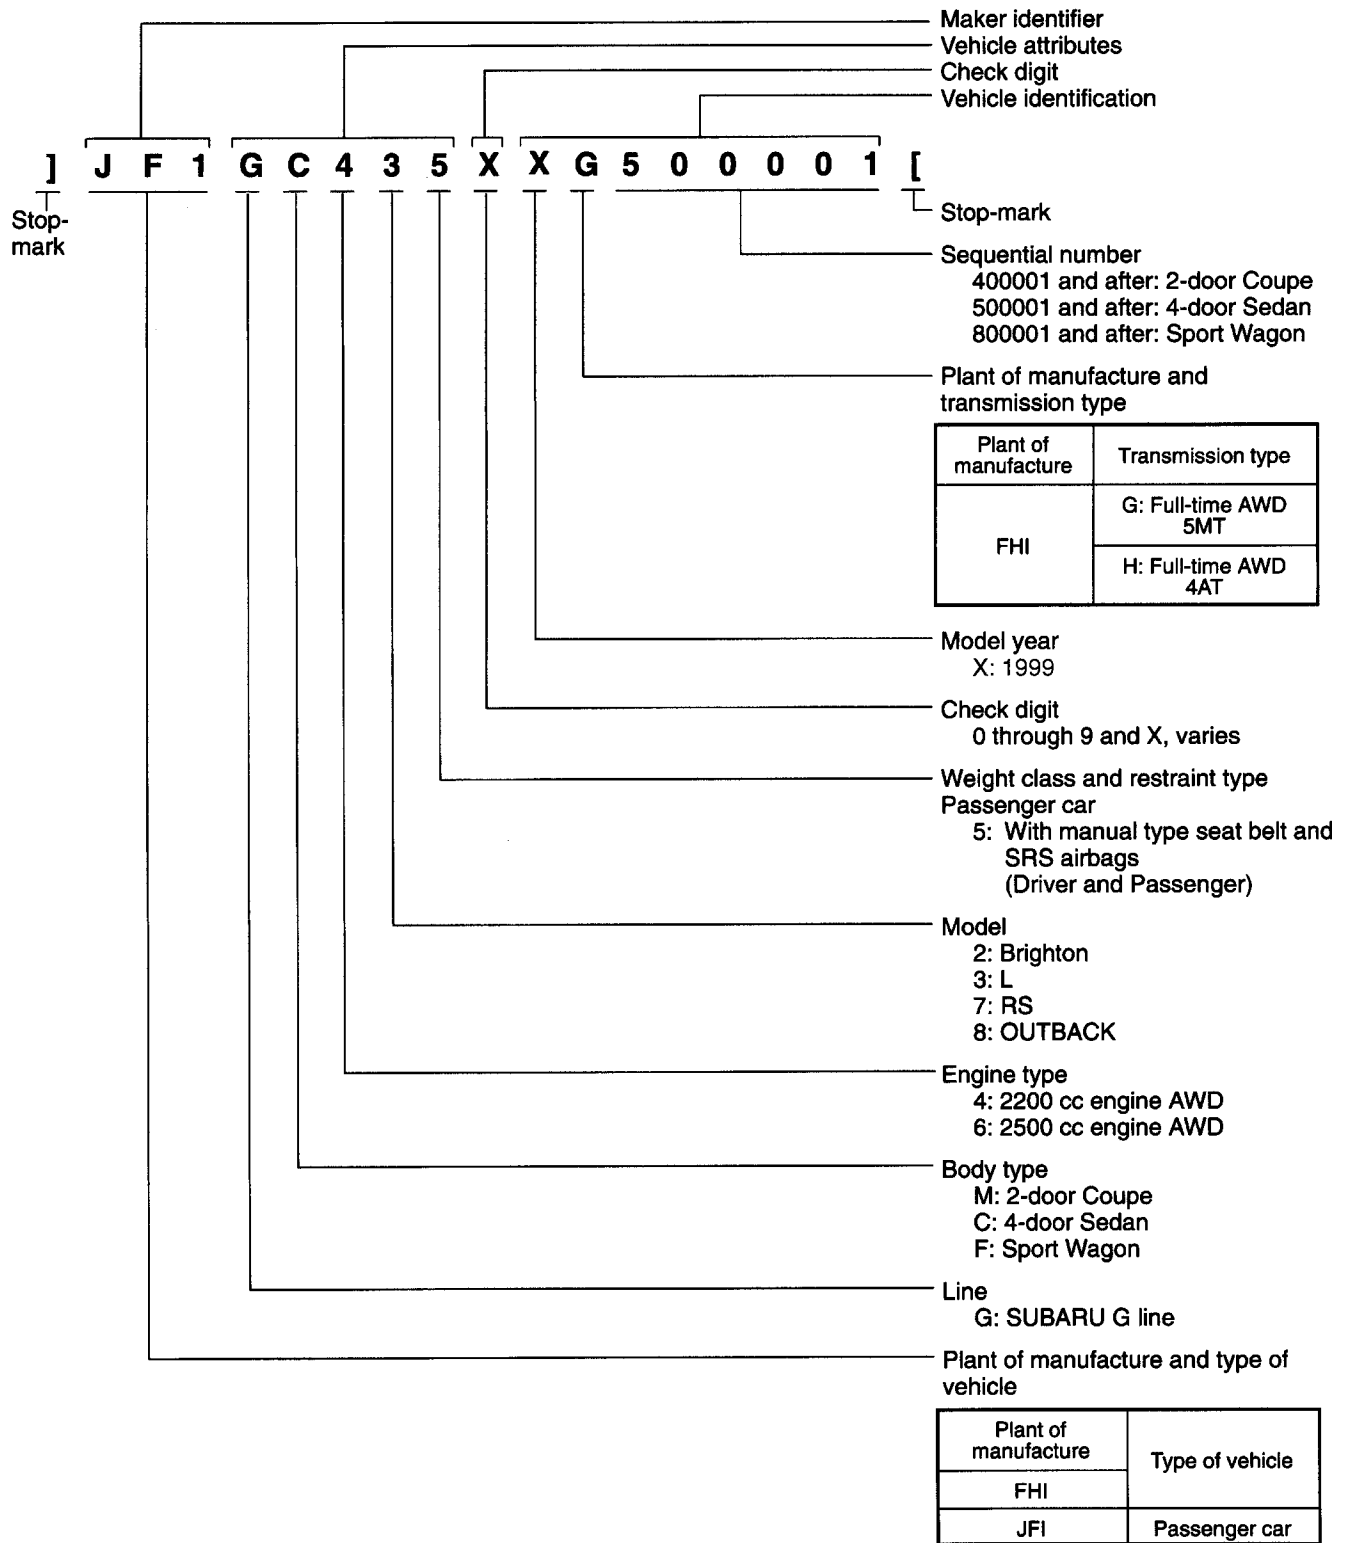 Maker identifier
Vehicle attributes
Check digit
Vehicle identification
] J F 1 G C 4 3 5 X X G 5 0 0 0 0 1 [
Stop-
mark
Stop-mark
Sequential number
400001 and after: 2-door Coupe
500001 and after: 4-door Sedan
800001 and after: Sport Wagon
Plant of manufacture and
transmission type
Plant of
manufacture
Transmission type
FHI
G: Full-time AWD
5MT
H: Full-time AWD
4AT
Model year
X: 1999
Check digit
0 through 9 and X, varies
Weight class and restraint type
Passenger car
5: With manual type seat belt and
SRS airbags
(Driver and Passenger)
Model
2: Brighton
3: L
7: RS
8: OUTBACK
Engine type
4: 2200 cc engine AWD
6: 2500 cc engine AWD
Body type
M: 2-door Coupe
C: 4-door Sedan
F: Sport Wagon
Line
G: SUBARU G line
Plant of manufacture and type of
vehicle
Plant of
manufacture
Type of vehicle
FHI
JFI
Passenger car